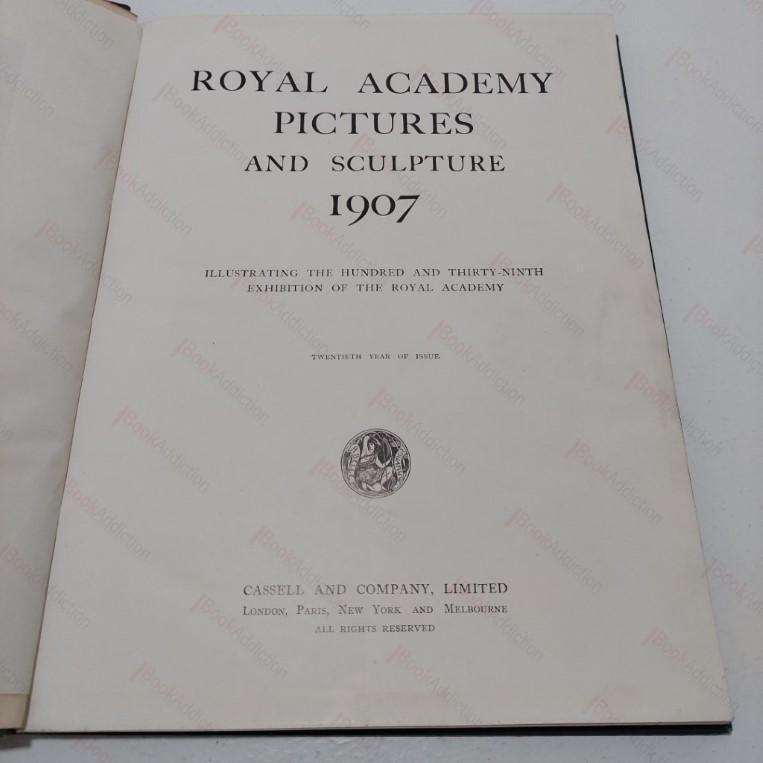 ROYAL ACADEMY
PICTURES
AND SCULPTURE
1907
ILLUSTRATING THE HUNDRED AND THIRTY-NINTH
EXHIBITION OF THE ROYAL ACADEMY
TWENTIETH YEAR OF ISSUE
CASSELL AND COMPANY, LIMITED
LONDON, PARIS, NEW YORK AND MELBOURNE
ALL RIGHTS RESERVED
BookAddiction